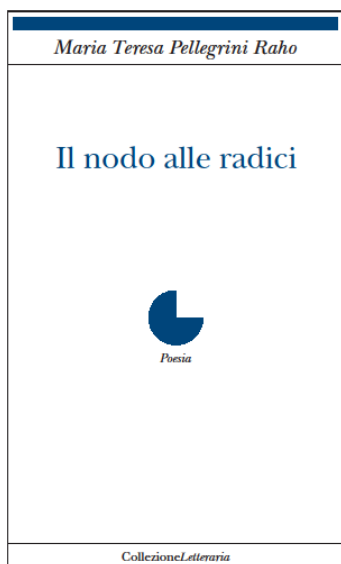 Maria Teresa Pellegrini Raho
Il nodo alle radici
Poesia
CollezioneLetteraria